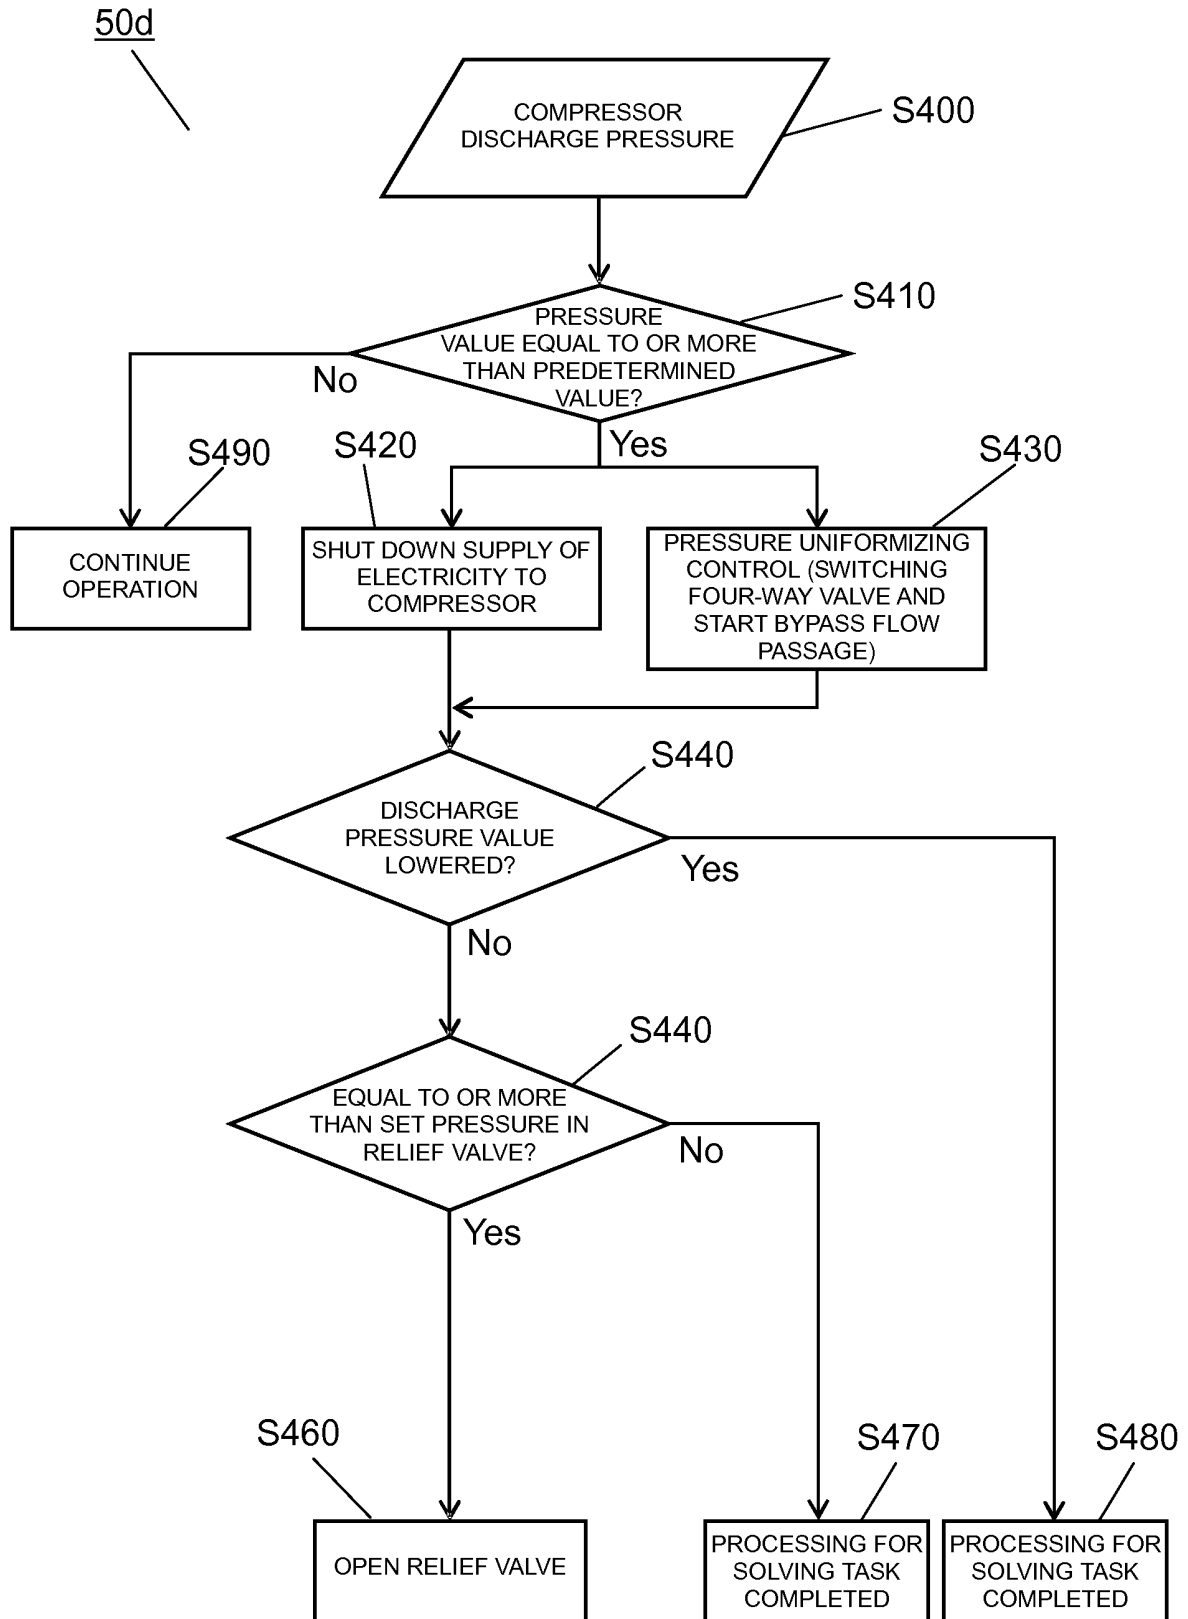 50d
COMPRESSOR
DISCHARGE PRESSURE
S400
S410
PRESSURE
VALUE EQUAL TO OR MORE
THAN PREDETERMINED
VALUE?
No
Yes
S490
S420
S430
CONTINUE
OPERATION
SHUT DOWN SUPPLY OF
ELECTRICITY TO
COMPRESSOR
PRESSURE UNIFORMIZING
CONTROL (SWITCHING
FOUR-WAY VALVE AND
START BYPASS FLOW
PASSAGE)
S440
DISCHARGE
PRESSURE VALUE
LOWERED?
Yes
No
S440
EQUAL TO OR MORE
THAN SET PRESSURE IN
RELIEF VALVE?
No
Yes
S460
S470
S480
OPEN RELIEF VALVE
PROCESSING FOR
SOLVING TASK
COMPLETED
PROCESSING FOR
SOLVING TASK
COMPLETED